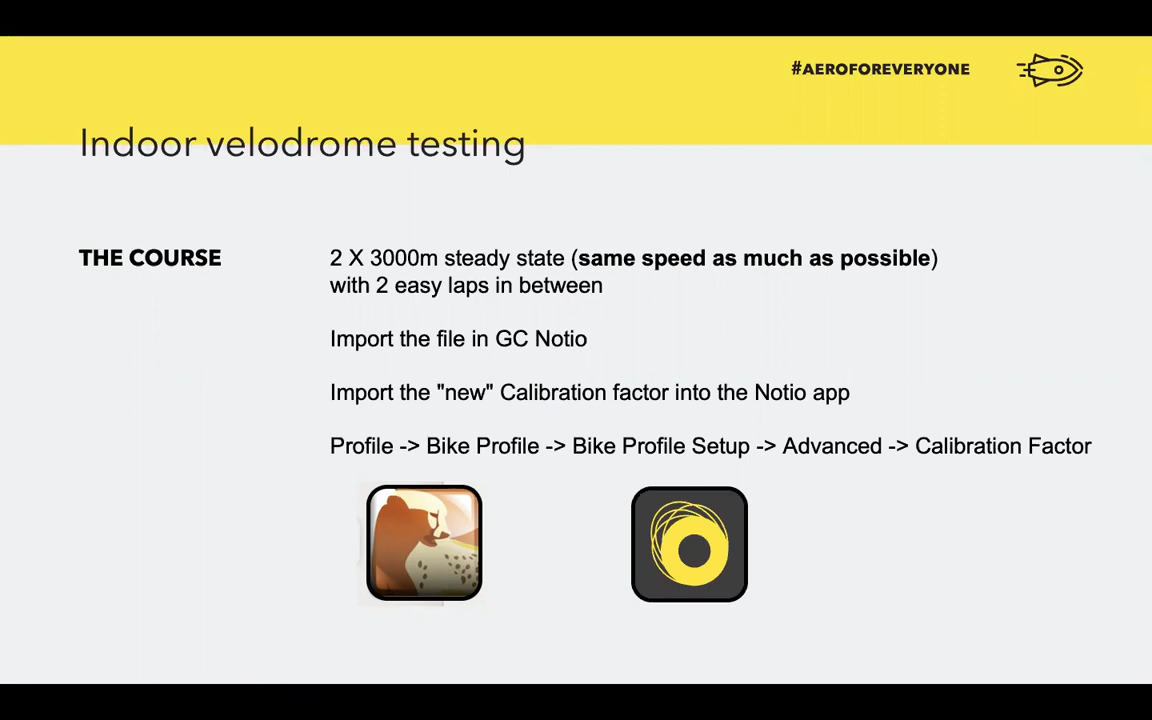 #AEROFOREVERYONE
Indoor velodrome testing
THE COURSE
2 X 3000m steady state (same speed as much as possible)
with 2 easy laps in between
Import the file in GC Notio
Import the "new" Calibration factor into the Notio app
Profile -> Bike Profile -> Bike Profile Setup -> Advanced -> Calibration Factor